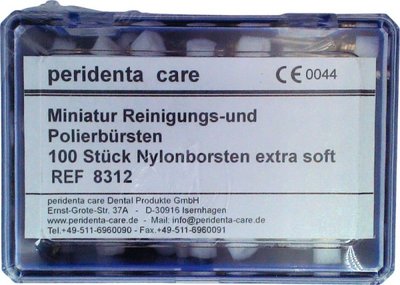 peridenta care CE 0044
Miniatur Reinigungs-und
Polierbürsten
100 Stück Nylonborsten extra soft
REF 8312
peridenta care Dental Produkte GmbH
Ernst-Grote-Str. 37A - D-30916 Isernhagen
www.peridenta-care.de - Mail: info@peridenta-care.de
Tel.+49-511-6960090 - Fax.+49-511-6960091